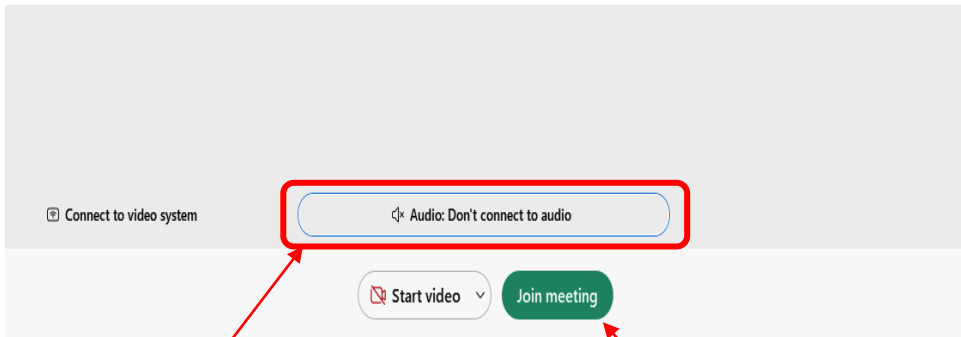 Connect to video system
Audio: Don't connect to audio
Start video
Join meeting